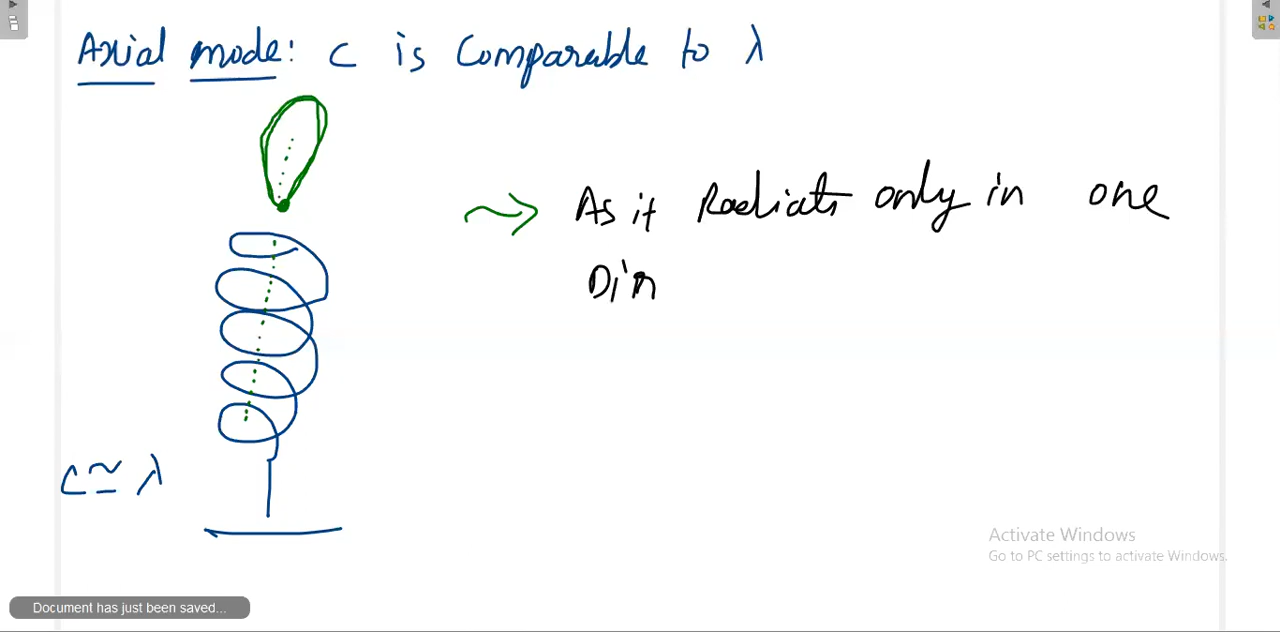 Axial mode: C is Comparable to λ
As it Radiats only in one
Dir
C≃λ
Activate Windows
Go to PC settings to activate Windows.
Document has just been saved...